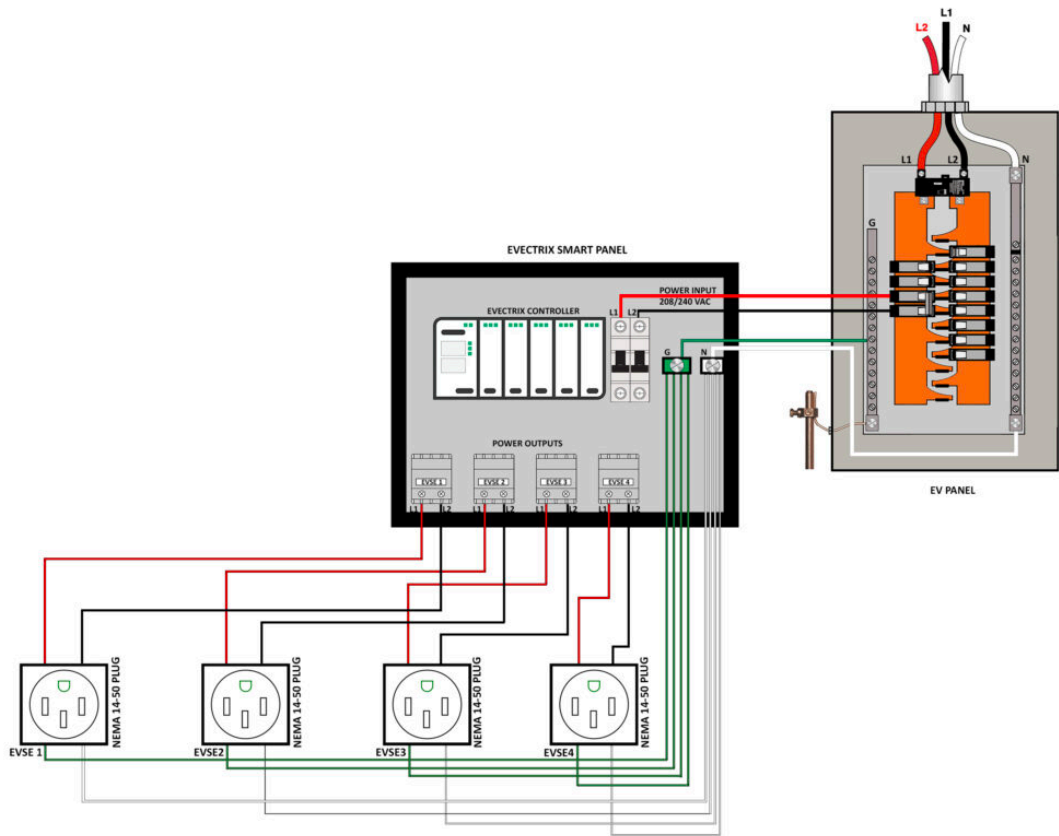 L1
L2
N
L1
L2
N
G
EVECTRIX SMART PANEL
POWER INPUT
208/240 VAC
EVECTRIX CONTROLLER
L1
L2
G
N
POWER OUTPUTS
EVSE 1
EVSE 2
EVSE 3
EVSE 4
L1
L2
L1
L2
L1
L2
L1
L2
EV PANEL
NEMA 14-50 PLUG
NEMA 14-50 PLUG
NEMA 14-50 PLUG
NEMA 14-50 PLUG
EVSE 1
EVSE2
EVSE3
EVSE4